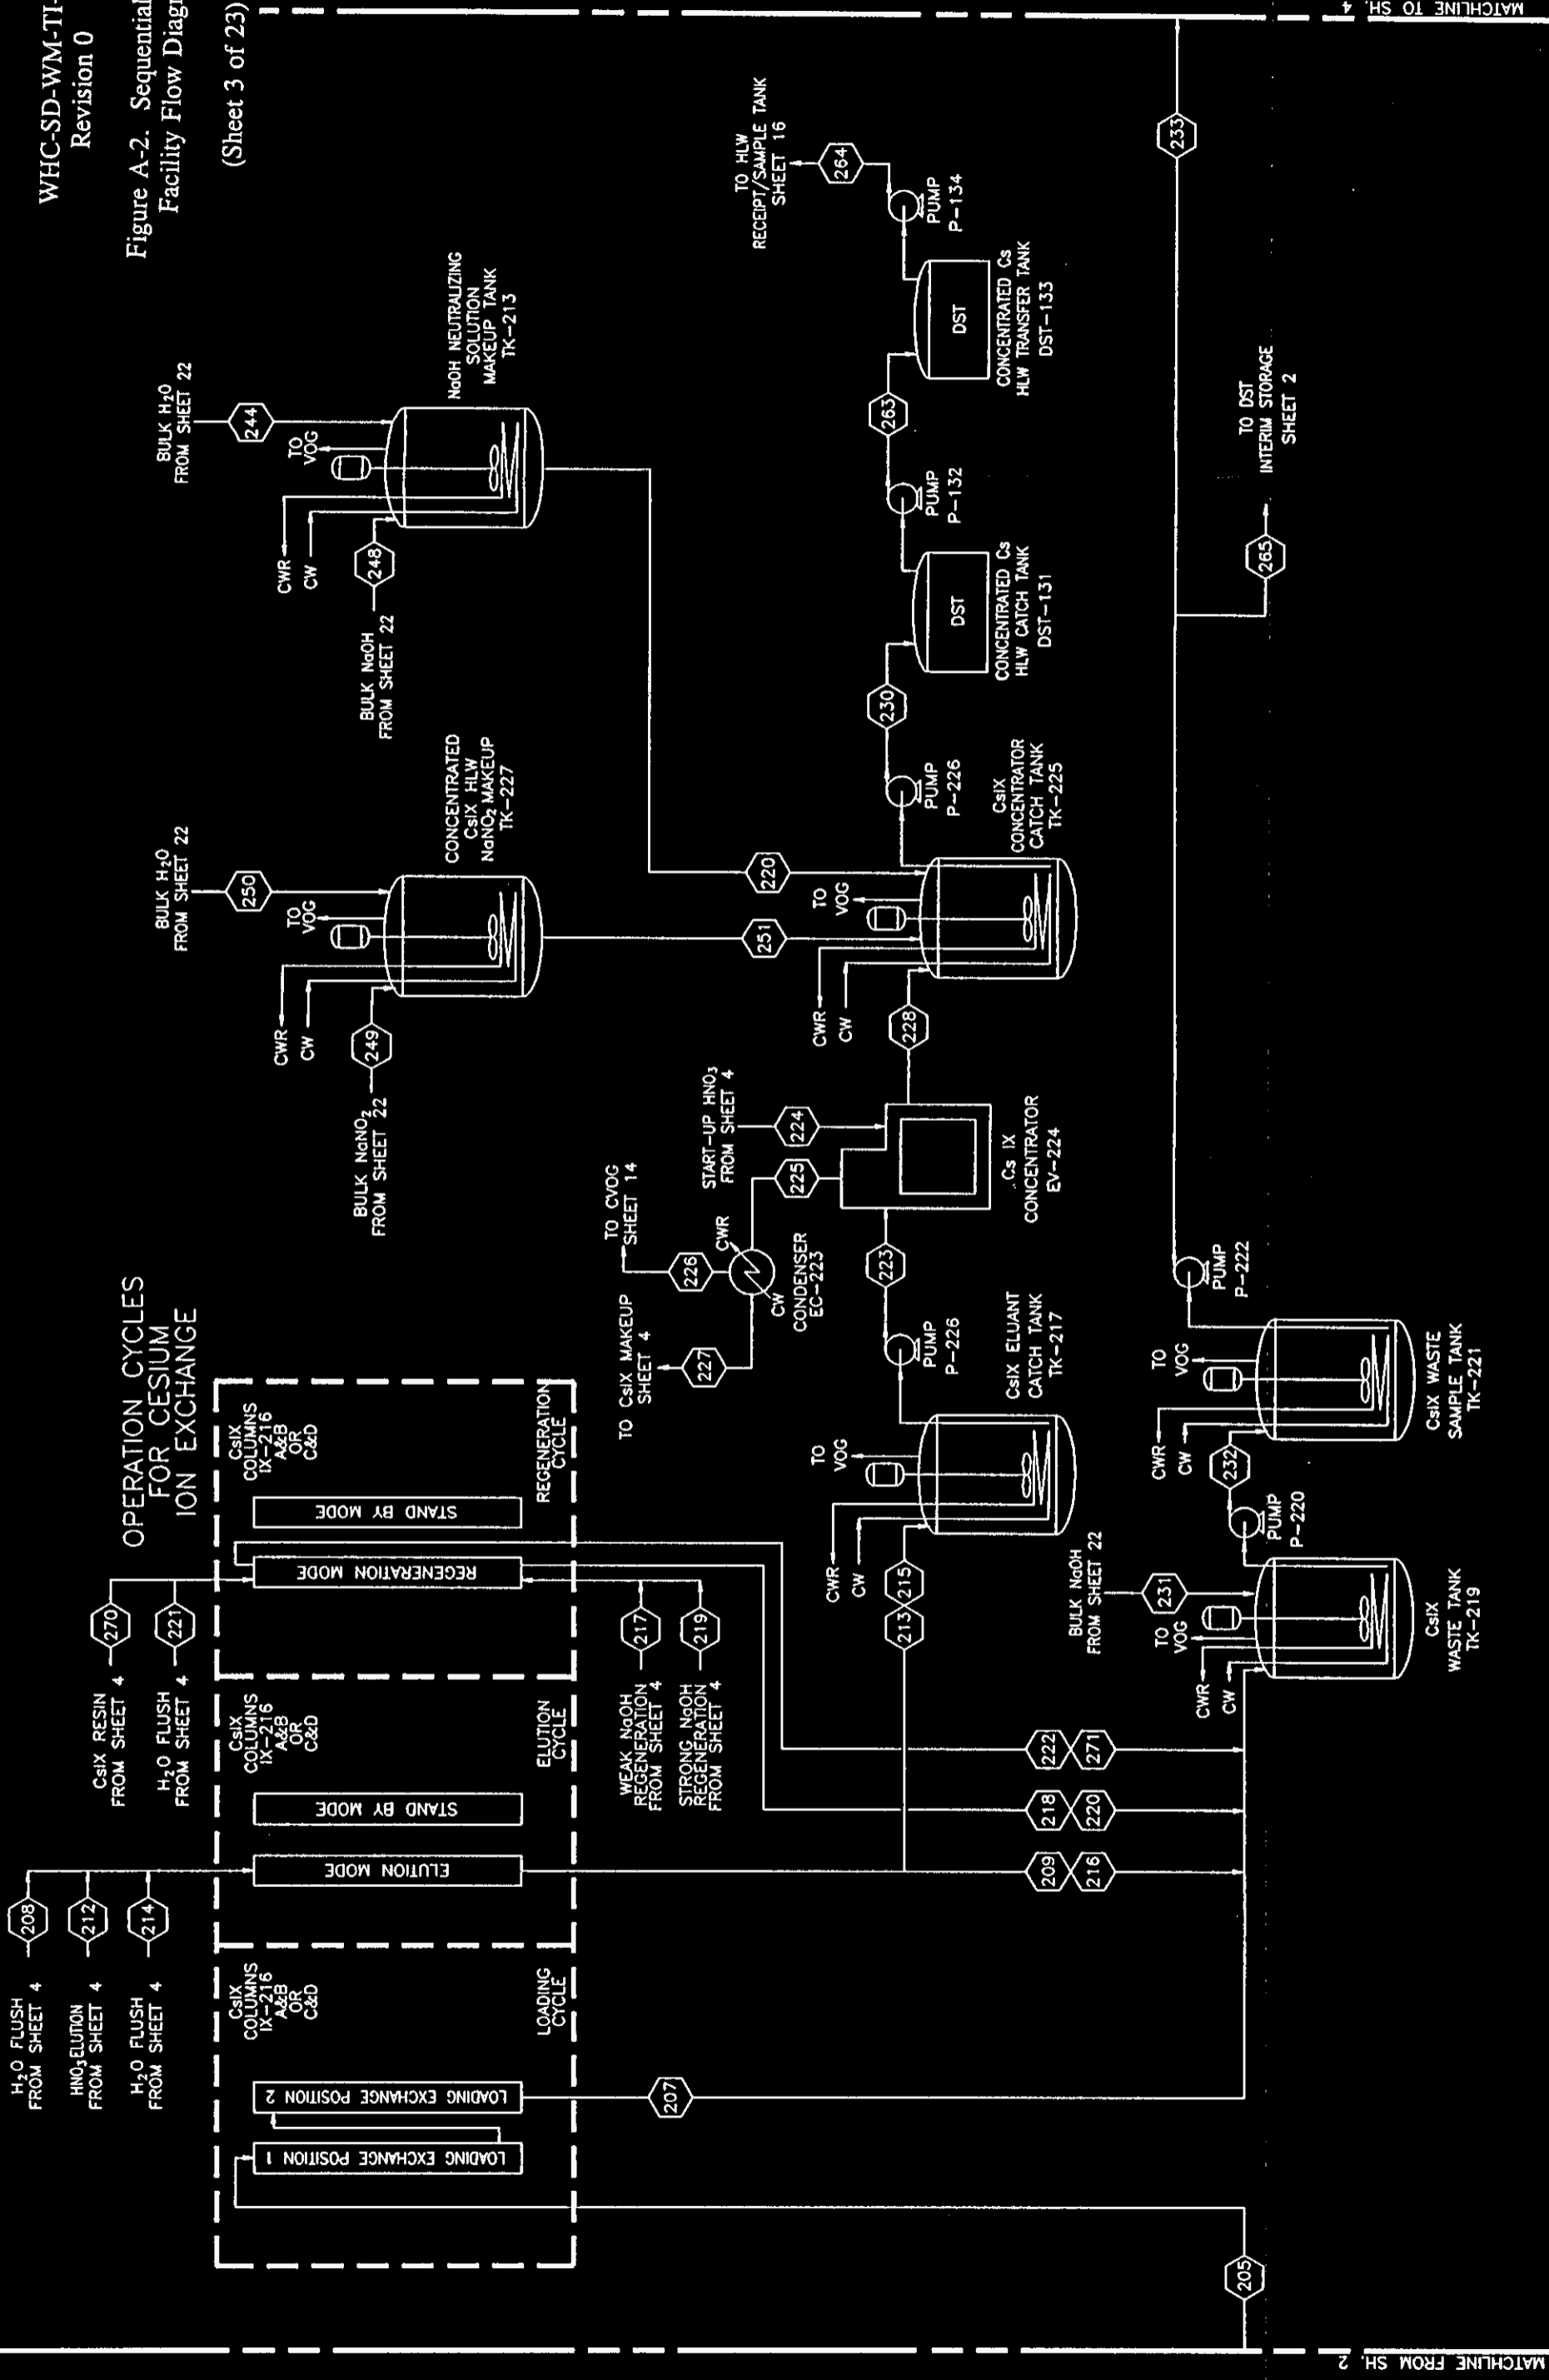 WHC-SD-WM-TI-
Revision 0
Figure A-2. Sequential
Facility Flow Diagr
(Sheet 3 of 23)
OPERATION CYCLES
FOR CESIUM
ION EXCHANGE
H2O FLUSH
FROM SHEET 4
208
HNO3 ELUTION
FROM SHEET 4
212
H2O FLUSH
FROM SHEET 4
214
CsIX RESIN
FROM SHEET 4
270
H2O FLUSH
FROM SHEET 4
221
CsIX
COLUMNS
IX-216
A&B
OR
C&D
LOADING EXCHANGE POSITION 1
LOADING EXCHANGE POSITION 2
LOADING
CYCLE
CsIX
COLUMNS
IX-216
A&B
OR
C&D
ELUTION MODE
STAND BY MODE
ELUTION
CYCLE
CsIX
COLUMNS
IX-216
A&B
OR
C&D
REGENERATION MODE
STAND BY MODE
REGENERATION
CYCLE
WEAK NaOH
REGENERATION
FROM SHEET 4
217
STRONG NaOH
REGENERATION
FROM SHEET 4
219
207
205
209
216
218
220
222
271
213
215
BULK H2O
FROM SHEET 22
250
TO
VOG
CWR
CW
249
BULK NaNO2
FROM SHEET 22
CONCENTRATED
CsIX HLW
NaNO2 MAKEUP
TK-227
BULK H2O
FROM SHEET 22
244
TO
VOG
CWR
CW
248
BULK NaOH
FROM SHEET 22
NaOH NEUTRALIZING
SOLUTION
MAKEUP TANK
TK-213
TO CsIX MAKEUP
SHEET 4
227
TO CVOG
SHEET 14
226
CWR
CW
CONDENSER
EC-223
START-UP HNO3
FROM SHEET 4
224
225
CWR
CW
TO
VOG
CsIX ELUANT
CATCH TANK
TK-217
PUMP
P-226
223
Cs IX
CONCENTRATOR
EV-224
228
CWR
CW
TO
VOG
251
220
CsIX
CONCENTRATOR
CATCH TANK
TK-225
PUMP
P-226
230
DST
CONCENTRATED Cs
HLW CATCH TANK
DST-131
PUMP
P-132
263
DST
CONCENTRATED Cs
HLW TRANSFER TANK
DST-133
PUMP
P-134
264
TO HLW
RECEIPT/SAMPLE TANK
SHEET 16
BULK NaOH
FROM SHEET 22
231
TO
VOG
CWR
CW
CsIX
WASTE TANK
TK-219
PUMP
P-220
232
TO
VOG
CWR
CW
CsIX WASTE
SAMPLE TANK
TK-221
PUMP
P-222
265
TO DST
INTERIM STORAGE
SHEET 2
233
MATCHLINE FROM SH. 2
MATCHLINE TO SH. 4